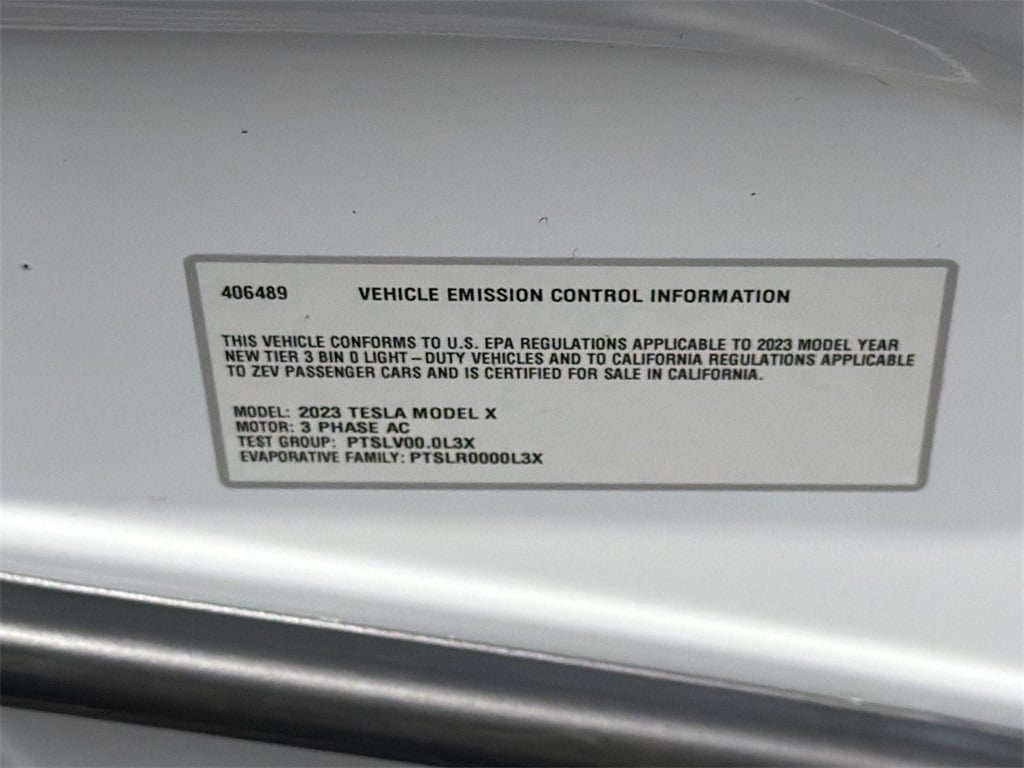 406489 VEHICLE EMISSION CONTROL INFORMATION
THIS VEHICLE CONFORMS TO U.S. EPA REGULATIONS APPLICABLE TO 2023 MODEL YEAR
NEW TIER 3 BIN 0 LIGHT-DUTY VEHICLES AND TO CALIFORNIA REGULATIONS APPLICABLE
TO ZEV PASSENGER CARS AND IS CERTIFIED FOR SALE IN CALIFORNIA.
MODEL: 2023 TESLA MODEL X
MOTOR: 3 PHASE AC
TEST GROUP: PTSLV00.0L3X
EVAPORATIVE FAMILY: PTSLR0000L3X